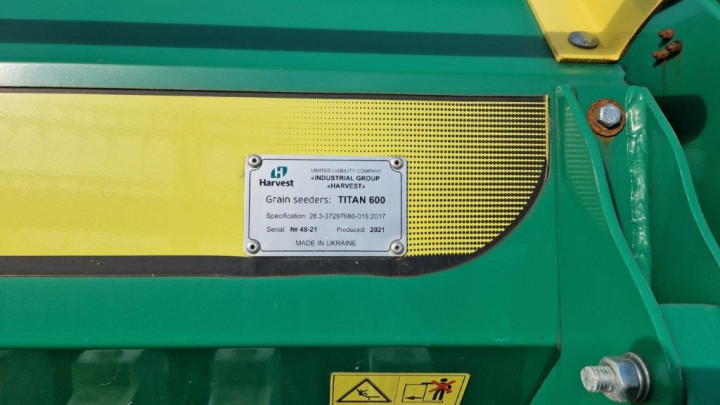 Harvest
LIMITED LIABILITY COMPANY
«INDUSTRIAL GROUP
«HARVEST»
Grain seeders: TITAN 600
Specification: 28.3-37297680-015:2017
Serial: № 48-21 Produced: 2021
MADE IN UKRAINE